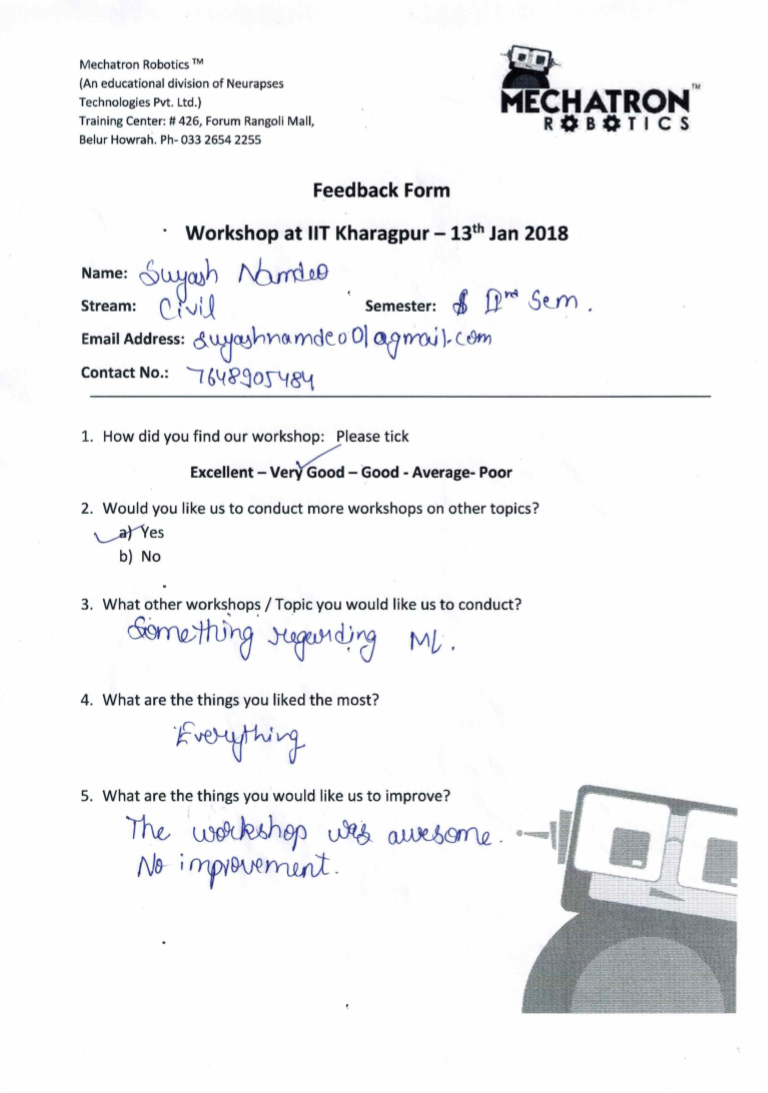 Mechatron Robotics ™
(An educational division of Neurapses
Technologies Pvt. Ltd.)
Training Center: # 426, Forum Rangoli Mall,
Belur Howrah. Ph- 033 2654 2255
MECHATRON™
ROBOTICS
Feedback Form
Workshop at IIT Kharagpur – 13th Jan 2018
Name: Suyash Namdeo
Stream: Civil Semester: IInd Sem.
Email Address: suyashnamdeo01@gmail.com
Contact No.: 7648905484
1. How did you find our workshop: Please tick
Excellent – Very Good – Good - Average- Poor
2. Would you like us to conduct more workshops on other topics?
a) Yes
b) No
3. What other workshops / Topic you would like us to conduct?
Something regarding ML.
4. What are the things you liked the most?
Everything
5. What are the things you would like us to improve?
The workshop was awesome.
No improvement.